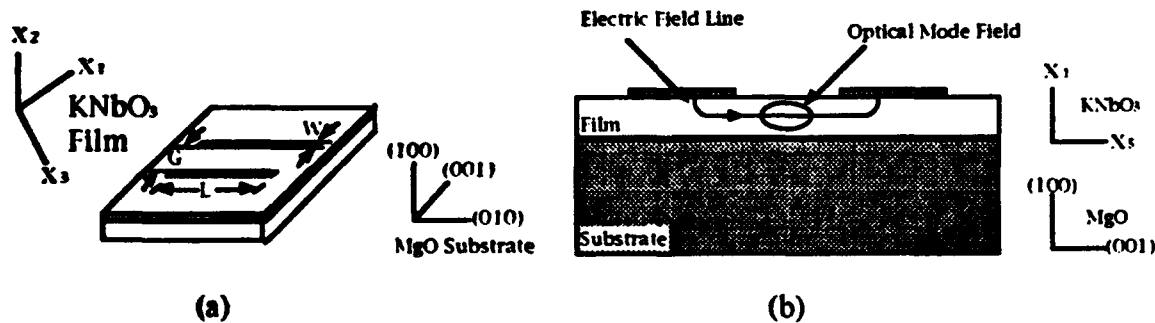 X2
X1
KNbO3
Film
X3
G
W
L
(100)
(001)
(010)
MgO Substrate
(a)
Electric Field Line
Optical Mode Field
Film
Substrate
X1
KNbO3
X3
(100)
MgO
(001)
(b)